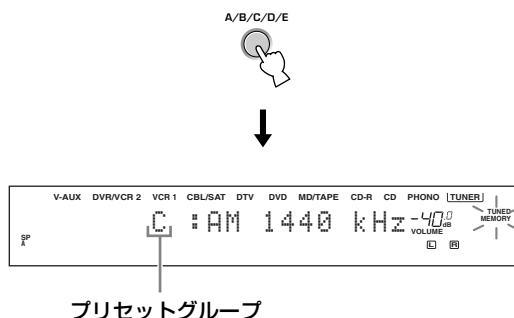 A/B/C/D/E
V-AUX DVR/VCR 2 VCR 1 CBL/SAT DTV DVD MD/TAPE CD-R CD PHONO TUNER
C :AM 1440 kHz
-40.0 dB
VOLUME
TUNED
MEMORY
SP
A
L R
プリセットグループ